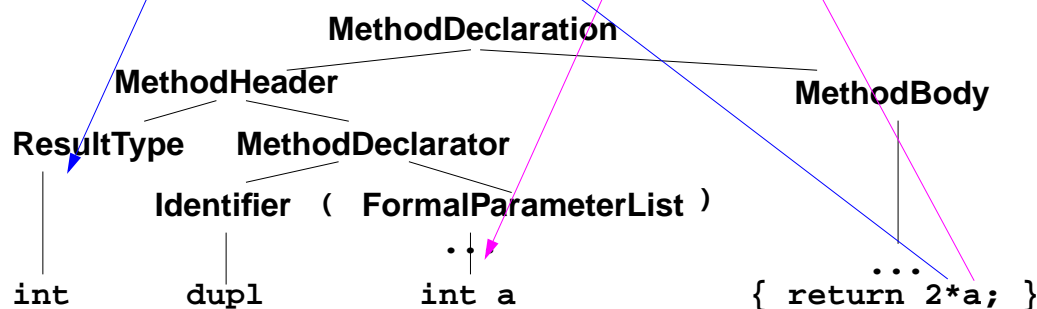 MethodDeclaration
MethodHeader
MethodBody
ResultType MethodDeclarator
Identifier ( FormalParameterList )
... ...
int dupl int a { return 2*a; }